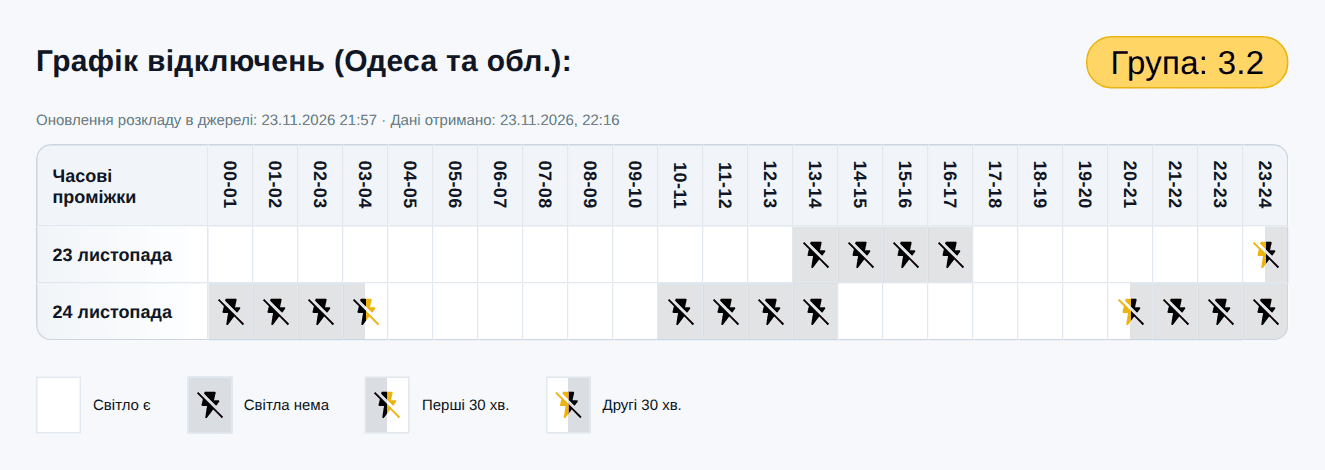 Графік відключень (Одеса та обл.):
Група: 3.2
Оновлення розкладу в джерелі: 23.11.2026 21:57 · Дані отримано: 23.11.2026, 22:16
Часові
проміжки
00-01 01-02 02-03 03-04 04-05 05-06 06-07 07-08 08-09 09-10 10-11 11-12 12-13 13-14 14-15 15-16 16-17 17-18 18-19 19-20 20-21 21-22 22-23 23-24
23 листопада
24 листопада
Світло є Світла нема Перші 30 хв. Другі 30 хв.